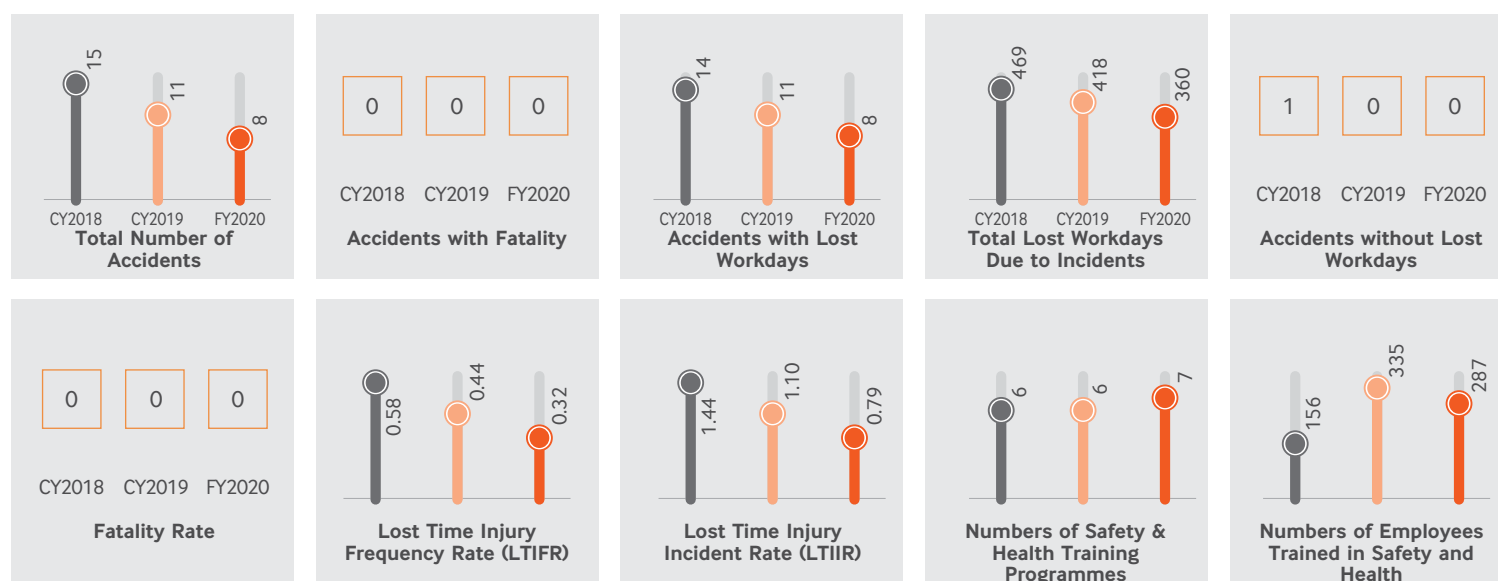 15
11
8
CY2018 CY2019 FY2020
Total Number of
Accidents
0 0 0
CY2018 CY2019 FY2020
Accidents with Fatality
14
11
8
CY2018 CY2019 FY2020
Accidents with Lost
Workdays
469
418
360
CY2018 CY2019 FY2020
Total Lost Workdays
Due to Incidents
1 0 0
CY2018 CY2019 FY2020
Accidents without Lost
Workdays
0 0 0
CY2018 CY2019 FY2020
Fatality Rate
0.58
0.44
0.32
Lost Time Injury
Frequency Rate (LTIFR)
1.44
1.10
0.79
Lost Time Injury
Incident Rate (LTIIR)
6
6
7
Numbers of Safety &
Health Training
Programmes
156
335
287
Numbers of Employees
Trained in Safety and
Health